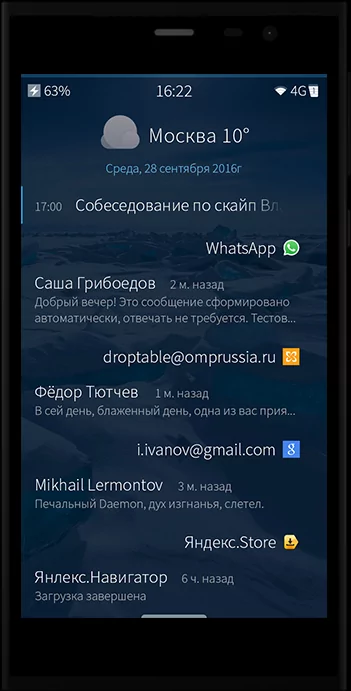 63% 16:22 4G 1
Москва 10°
Среда, 28 сентября 2016г
17:00 Собеседование по скайп Вл
WhatsApp
Саша Грибоедов 2 м. назад
Добрый вечер! Это сообщение сформировано
автоматически, отвечать не требуется. Тестов...
droptable@omprussia.ru
Фёдор Тютчев 1 м. назад
В сей день, блаженный день, одна из вас прия...
i.ivanov@gmail.com 8
Mikhail Lermontov 3 м. назад
Печальный Daemon, дух изгнанья, слетел.
Яндекс.Store
Янлекс.Навигатор 6 ч. назад
Загрузка завершена